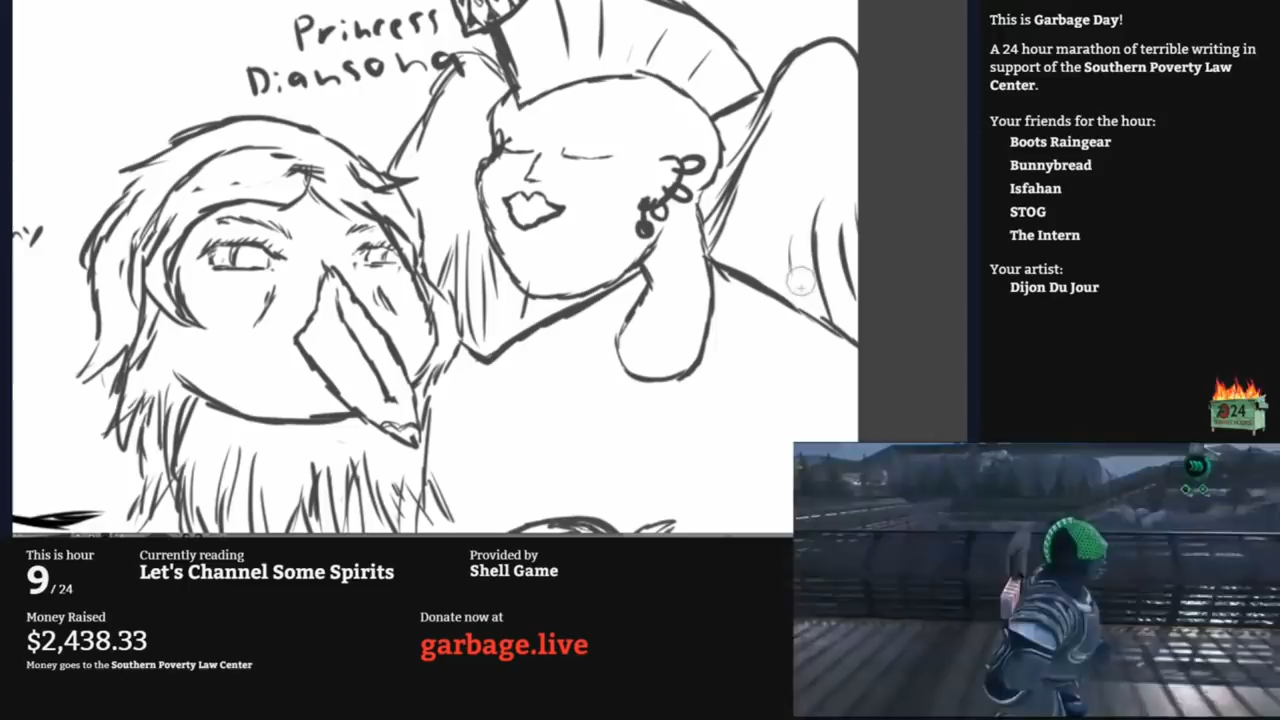 Princess
Diansong
This is Garbage Day!
A 24 hour marathon of terrible writing in
support of the Southern Poverty Law
Center.
Your friends for the hour:
Boots Raingear
Bunnybread
Isfahan
STOG
The Intern
Your artist:
Dijon Du Jour
This is hour
9 / 24
Currently reading
Let's Channel Some Spirits
Provided by
Shell Game
Money Raised
$2,438.33
Money goes to the Southern Poverty Law Center
Donate now at
garbage.live